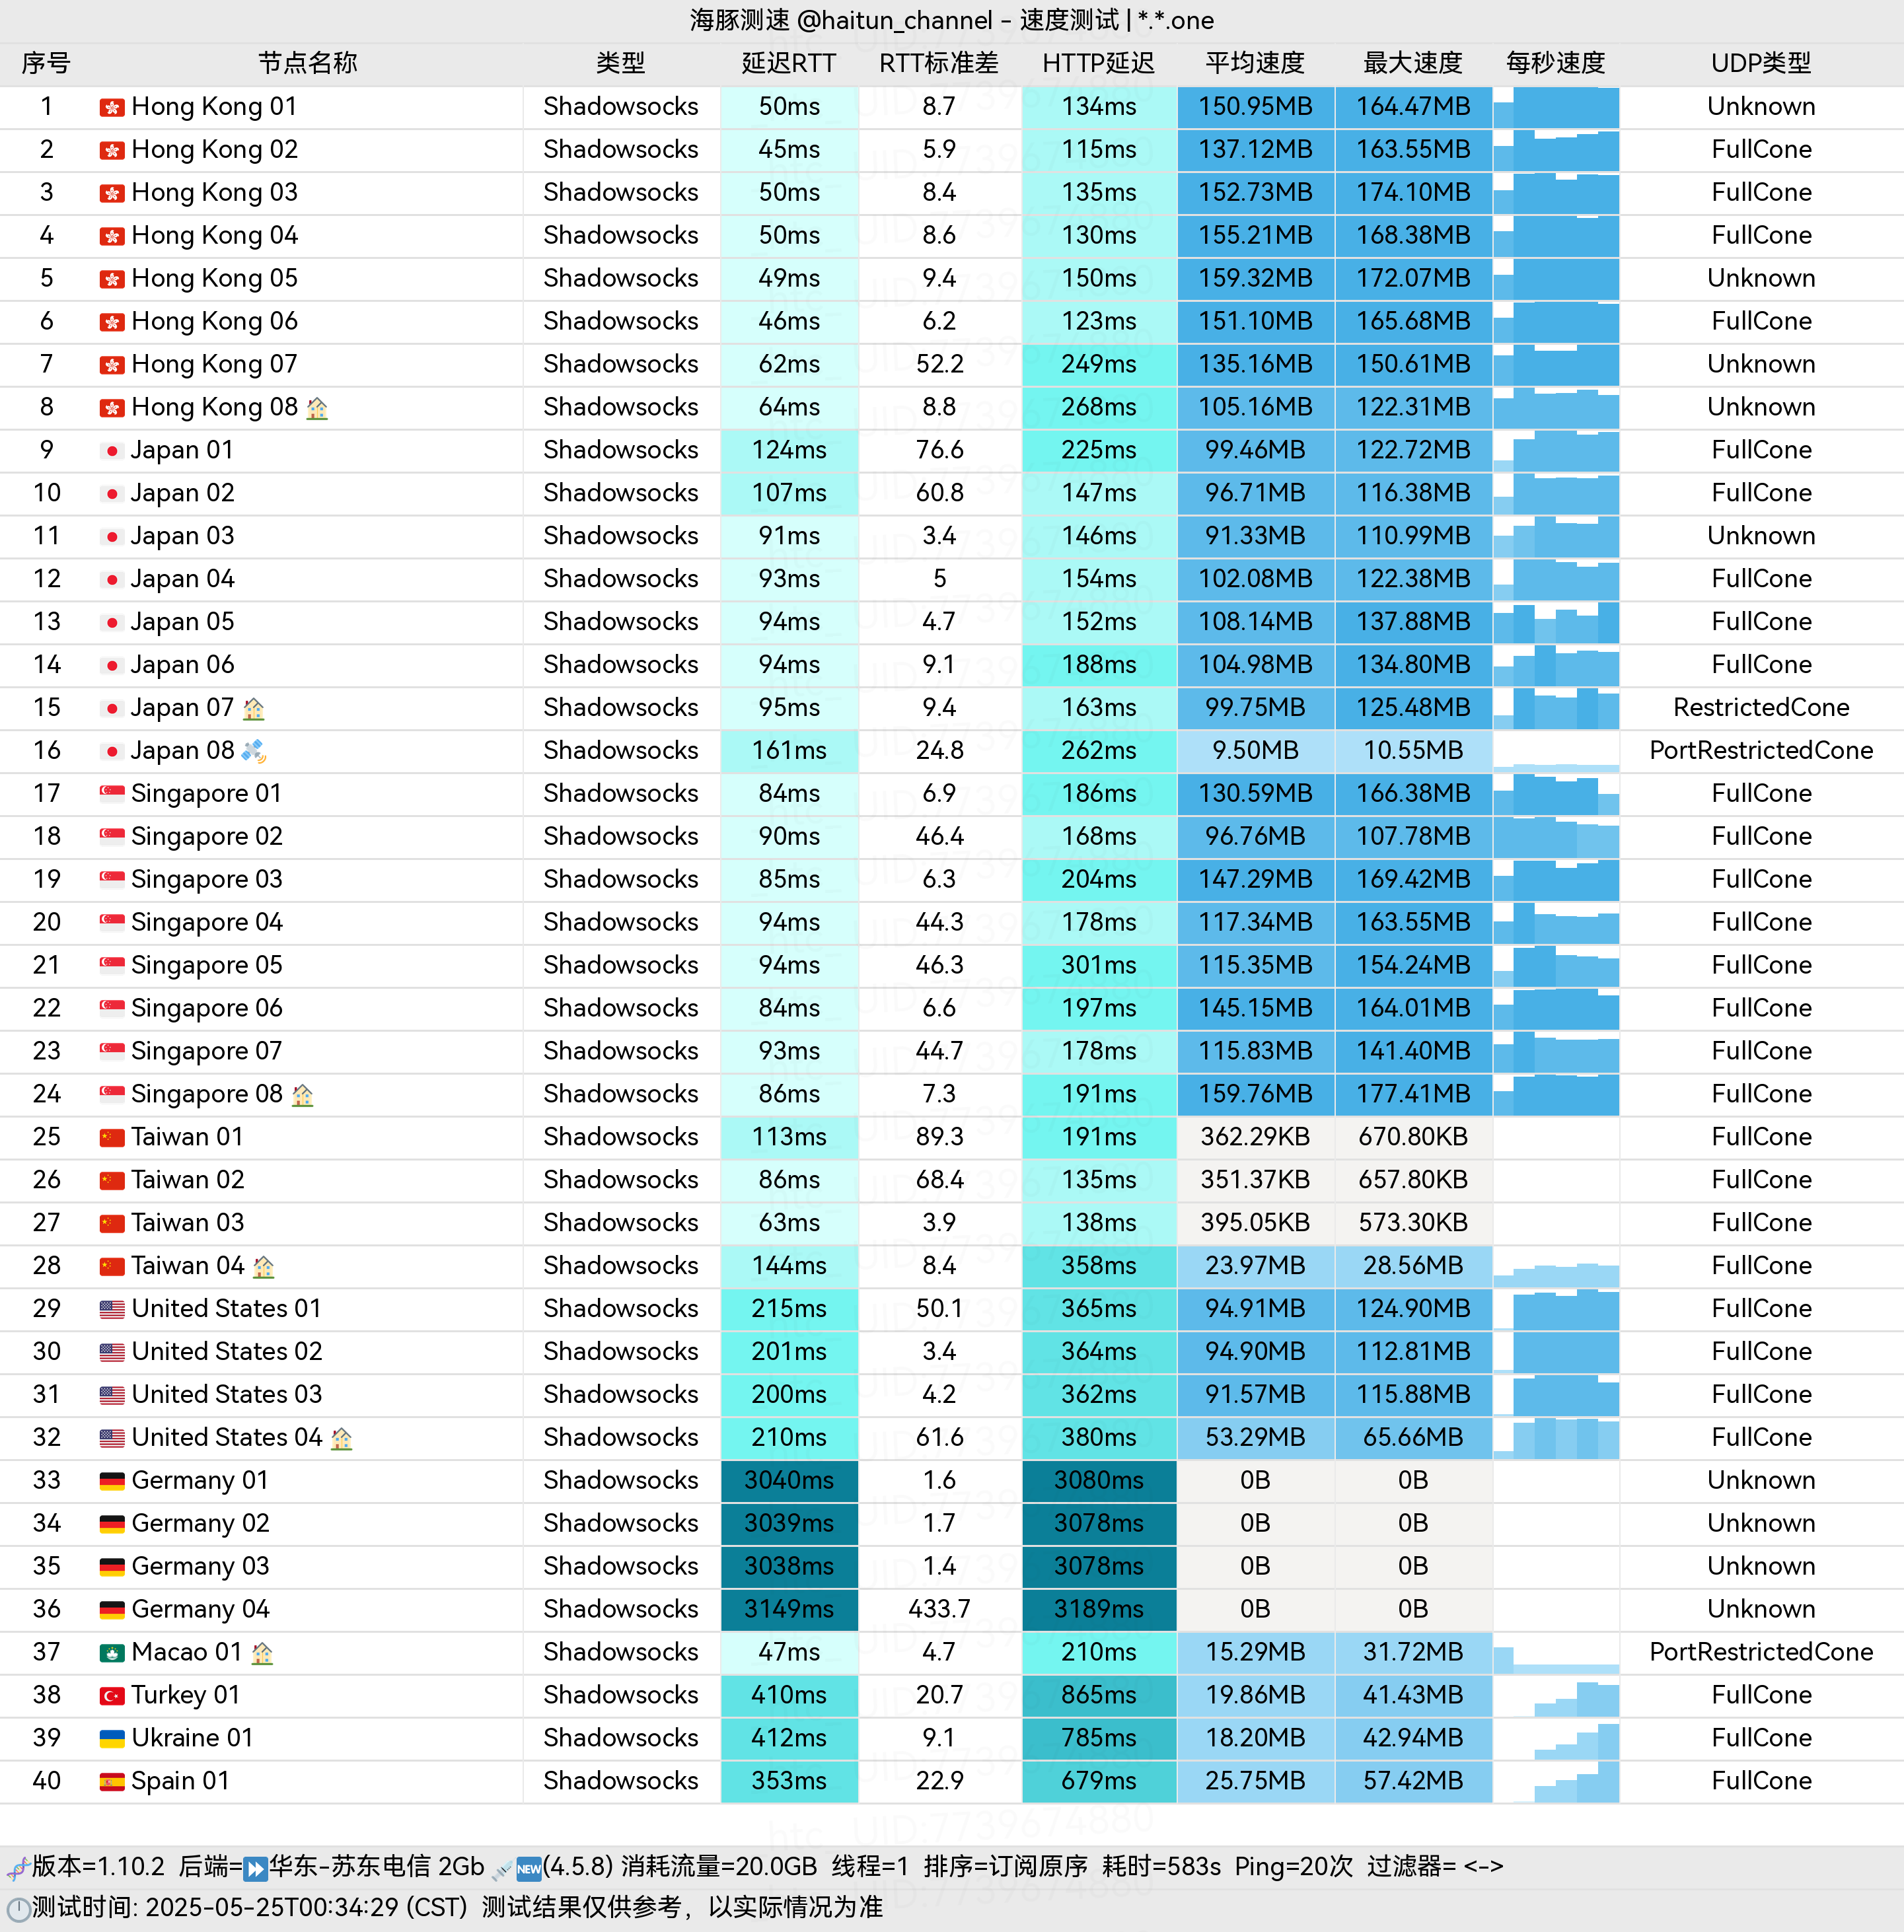 海豚测速 @haitun_channel - 速度测试 | *.*.one
序号 节点名称 类型 延迟RTT RTT标准差 HTTP延迟 平均速度 最大速度 每秒速度 UDP类型
1 Hong Kong 01 Shadowsocks 50ms 8.7 134ms 150.95MB 164.47MB Unknown
2 Hong Kong 02 Shadowsocks 45ms 5.9 115ms 137.12MB 163.55MB FullCone
3 Hong Kong 03 Shadowsocks 50ms 8.4 135ms 152.73MB 174.10MB FullCone
4 Hong Kong 04 Shadowsocks 50ms 8.6 130ms 155.21MB 168.38MB FullCone
5 Hong Kong 05 Shadowsocks 49ms 9.4 150ms 159.32MB 172.07MB Unknown
6 Hong Kong 06 Shadowsocks 46ms 6.2 123ms 151.10MB 165.68MB FullCone
7 Hong Kong 07 Shadowsocks 62ms 52.2 249ms 135.16MB 150.61MB Unknown
8 Hong Kong 08 Shadowsocks 64ms 8.8 268ms 105.16MB 122.31MB Unknown
9 Japan 01 Shadowsocks 124ms 76.6 225ms 99.46MB 122.72MB FullCone
10 Japan 02 Shadowsocks 107ms 60.8 147ms 96.71MB 116.38MB FullCone
11 Japan 03 Shadowsocks 91ms 3.4 146ms 91.33MB 110.99MB Unknown
12 Japan 04 Shadowsocks 93ms 5 154ms 102.08MB 122.38MB FullCone
13 Japan 05 Shadowsocks 94ms 4.7 152ms 108.14MB 137.88MB FullCone
14 Japan 06 Shadowsocks 94ms 9.1 188ms 104.98MB 134.80MB FullCone
15 Japan 07 Shadowsocks 95ms 9.4 163ms 99.75MB 125.48MB RestrictedCone
16 Japan 08 Shadowsocks 161ms 24.8 262ms 9.50MB 10.55MB PortRestrictedCone
17 Singapore 01 Shadowsocks 84ms 6.9 186ms 130.59MB 166.38MB FullCone
18 Singapore 02 Shadowsocks 90ms 46.4 168ms 96.76MB 107.78MB FullCone
19 Singapore 03 Shadowsocks 85ms 6.3 204ms 147.29MB 169.42MB FullCone
20 Singapore 04 Shadowsocks 94ms 44.3 178ms 117.34MB 163.55MB FullCone
21 Singapore 05 Shadowsocks 94ms 46.3 301ms 115.35MB 154.24MB FullCone
22 Singapore 06 Shadowsocks 84ms 6.6 197ms 145.15MB 164.01MB FullCone
23 Singapore 07 Shadowsocks 93ms 44.7 178ms 115.83MB 141.40MB FullCone
24 Singapore 08 Shadowsocks 86ms 7.3 191ms 159.76MB 177.41MB FullCone
25 Taiwan 01 Shadowsocks 113ms 89.3 191ms 362.29KB 670.80KB FullCone
26 Taiwan 02 Shadowsocks 86ms 68.4 135ms 351.37KB 657.80KB FullCone
27 Taiwan 03 Shadowsocks 63ms 3.9 138ms 395.05KB 573.30KB FullCone
28 Taiwan 04 Shadowsocks 144ms 8.4 358ms 23.97MB 28.56MB FullCone
29 United States 01 Shadowsocks 215ms 50.1 365ms 94.91MB 124.90MB FullCone
30 United States 02 Shadowsocks 201ms 3.4 364ms 94.90MB 112.81MB FullCone
31 United States 03 Shadowsocks 200ms 4.2 362ms 91.57MB 115.88MB FullCone
32 United States 04 Shadowsocks 210ms 61.6 380ms 53.29MB 65.66MB FullCone
33 Germany 01 Shadowsocks 3040ms 1.6 3080ms 0B 0B Unknown
34 Germany 02 Shadowsocks 3039ms 1.7 3078ms 0B 0B Unknown
35 Germany 03 Shadowsocks 3038ms 1.4 3078ms 0B 0B Unknown
36 Germany 04 Shadowsocks 3149ms 433.7 3189ms 0B 0B Unknown
37 Macao 01 Shadowsocks 47ms 4.7 210ms 15.29MB 31.72MB PortRestrictedCone
38 Turkey 01 Shadowsocks 410ms 20.7 865ms 19.86MB 41.43MB FullCone
39 Ukraine 01 Shadowsocks 412ms 9.1 785ms 18.20MB 42.94MB FullCone
40 Spain 01 Shadowsocks 353ms 22.9 679ms 25.75MB 57.42MB FullCone
htc UID:7739674880
版本=1.10.2 后端=⏩华东-苏东电信 2Gb 🆕(4.5.8) 消耗流量=20.0GB 线程=1 排序=订阅原序 耗时=583s Ping=20次 过滤器= <->
测试时间: 2025-05-25T00:34:29 (CST) 测试结果仅供参考，以实际情况为准